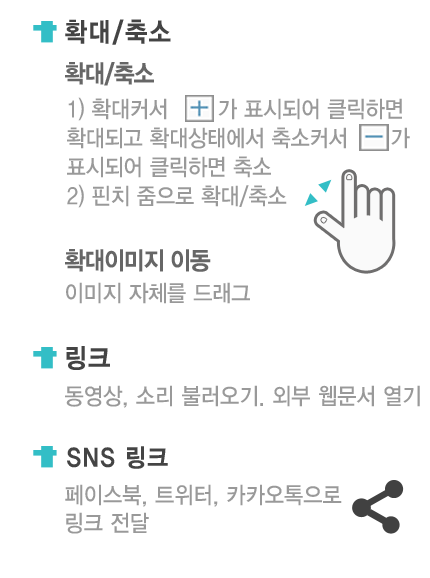 확대/축소
확대/축소
1) 확대커서 + 가 표시되어 클릭하면
확대되고 확대상태에서 축소커서 − 가
표시되어 클릭하면 축소
2) 핀치 줌으로 확대/축소
확대이미지 이동
이미지 자체를 드래그
링크
동영상, 소리 불러오기. 외부 웹문서 열기
SNS 링크
페이스북, 트위터, 카카오톡으로
링크 전달